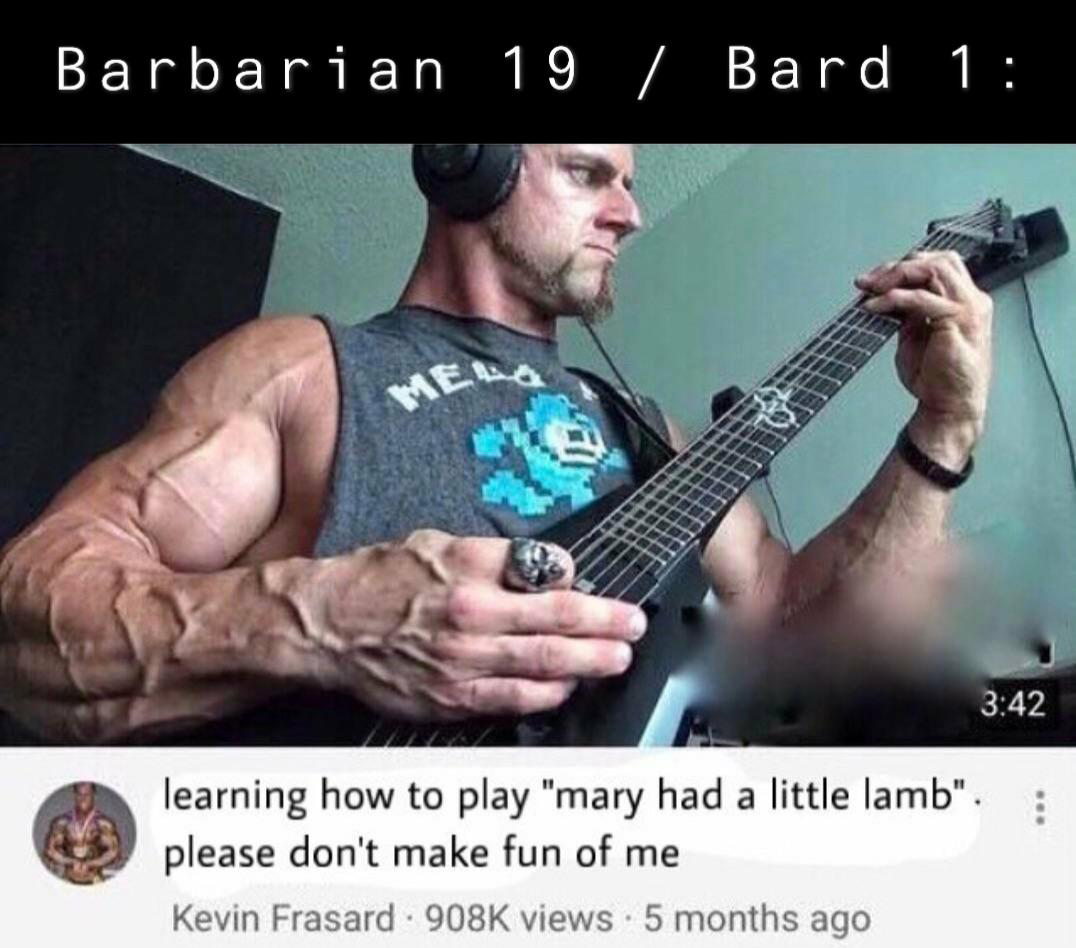 Barbarian 19 / Bard 1:
MEGA
3:42
learning how to play "mary had a little lamb".
please don't make fun of me
Kevin Frasard · 908K views · 5 months ago